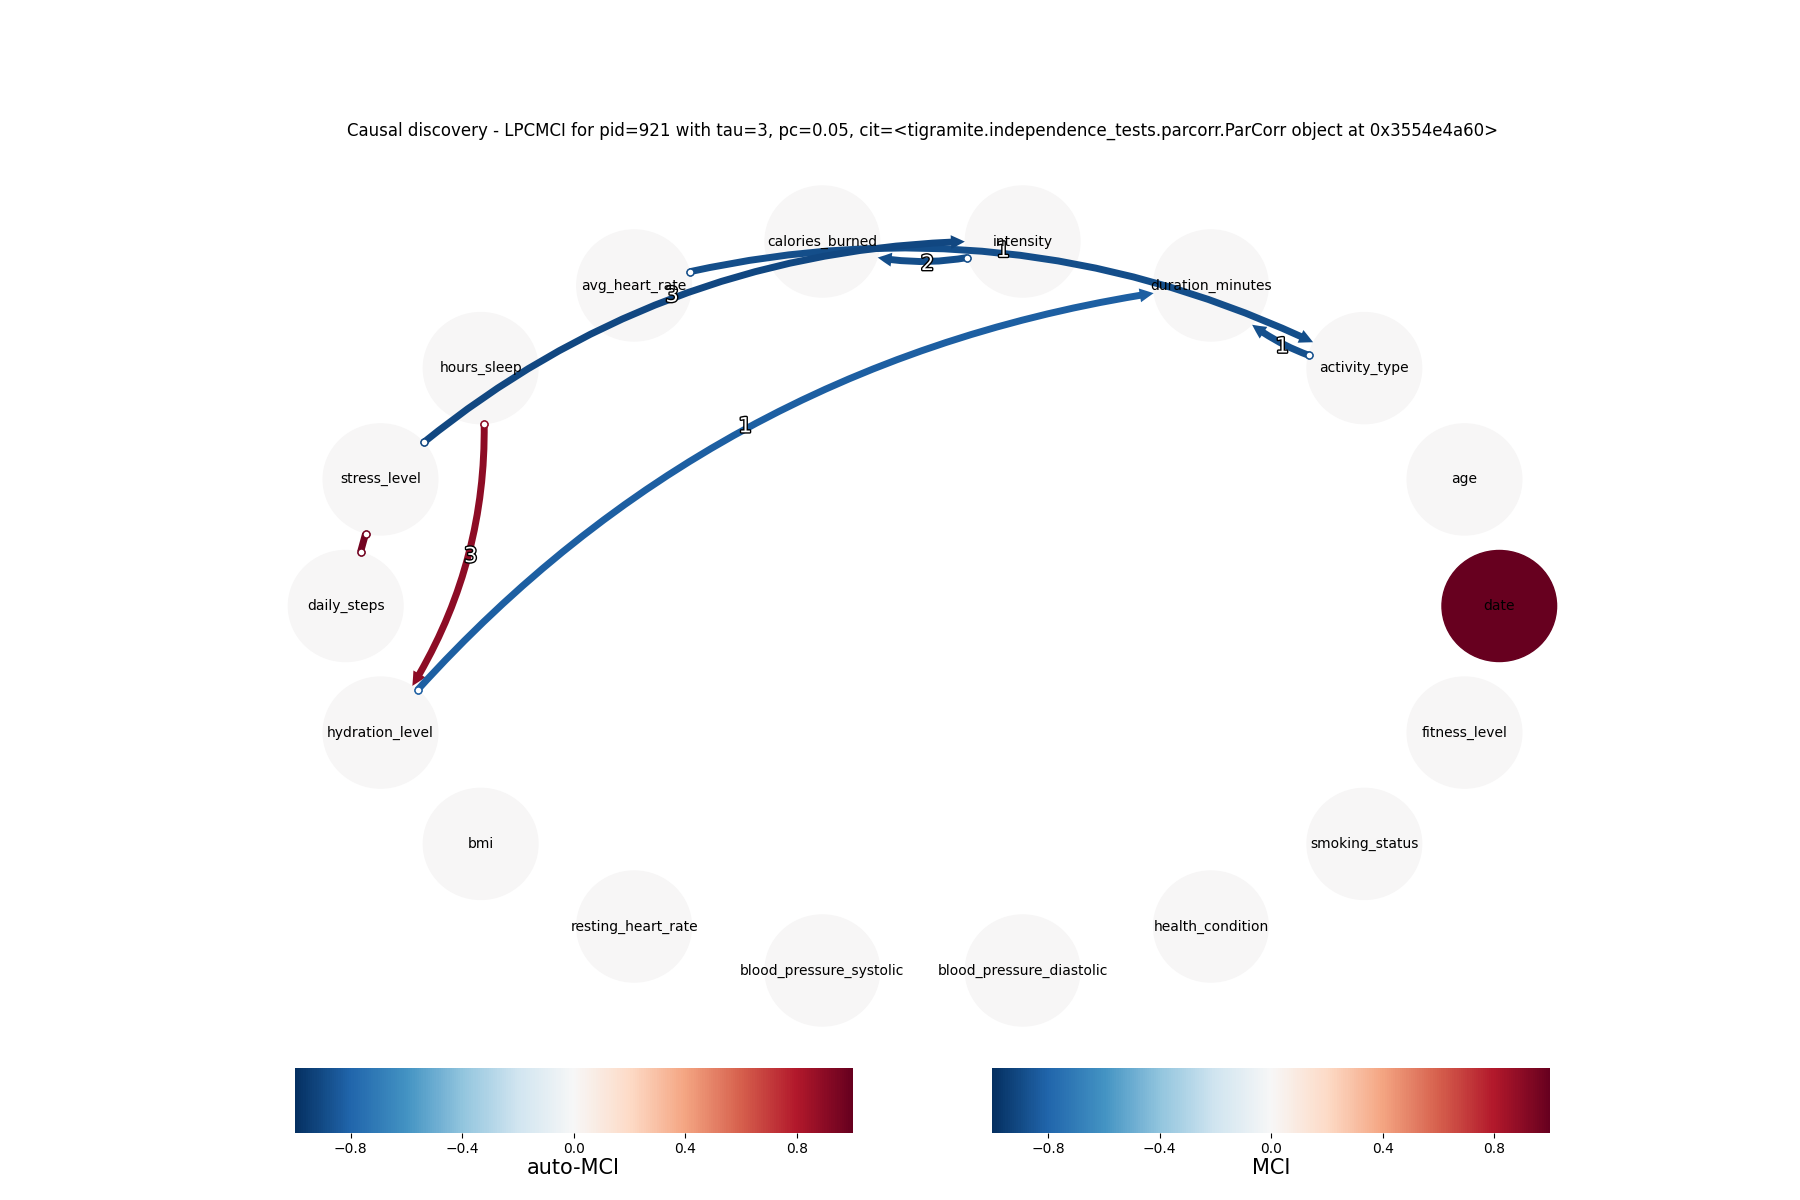 Causal discovery - LPCMCI for pid=921 with tau=3, pc=0.05, cit=<tigramite.independence_tests.parcorr.ParCorr object at 0x3554e4a60>
calories_burned
intensity
1
2
avg_heart_rate
3
duration_minutes
1
hours_sleep
activity_type
1
stress_level
age
3
daily_steps
date
hydration_level
fitness_level
bmi
smoking_status
resting_heart_rate
health_condition
blood_pressure_systolic
blood_pressure_diastolic
−0.8 −0.4 0.0 0.4 0.8
auto-MCI
−0.8 −0.4 0.0 0.4 0.8
MCI